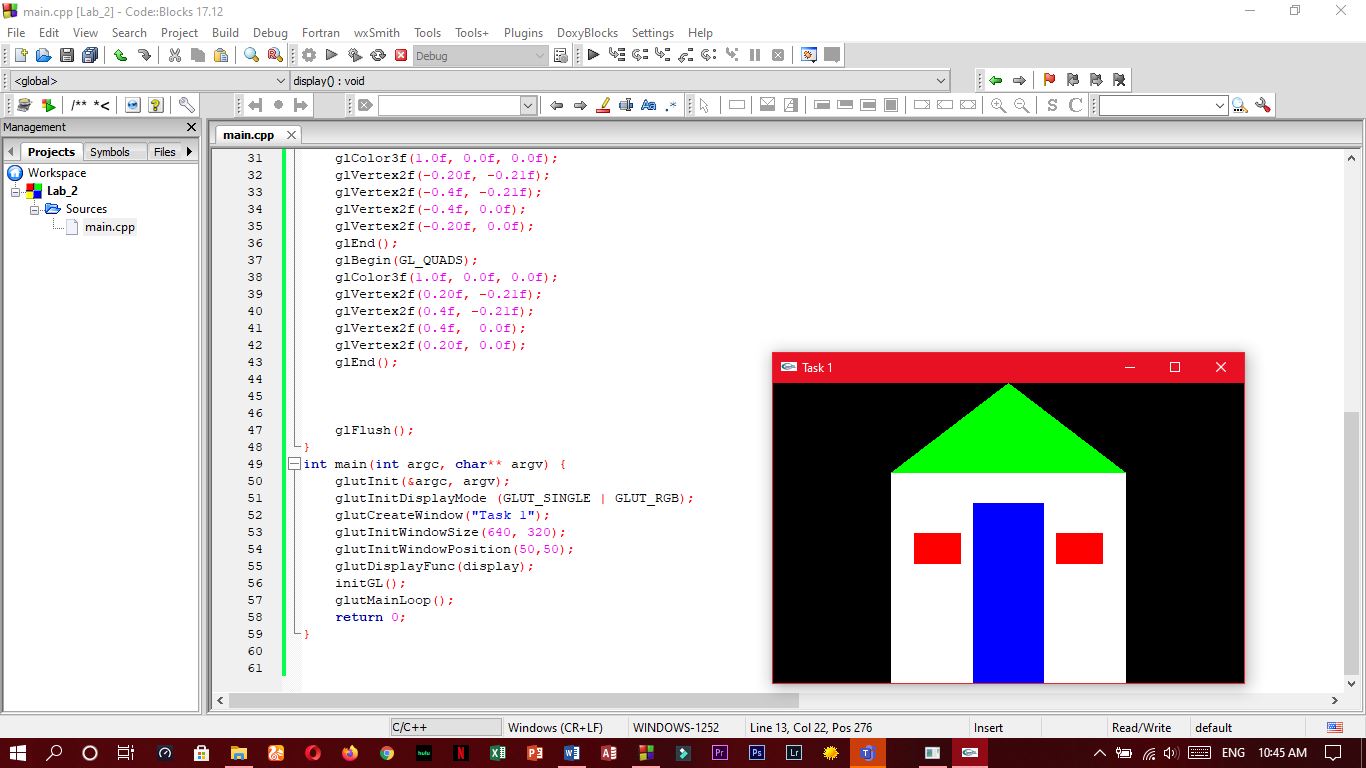 main.cpp [Lab_2] - Code::Blocks 17.12
File Edit View Search Project Build Debug Fortran wxSmith Tools Tools+ Plugins DoxyBlocks Settings Help
Debug
<global> display() : void
/** *< Aa .* S C
Management
Projects Symbols Files
Workspace
Lab_2
Sources
main.cpp
main.cpp
31 glColor3f(1.0f, 0.0f, 0.0f);
32 glVertex2f(-0.20f, -0.21f);
33 glVertex2f(-0.4f, -0.21f);
34 glVertex2f(-0.4f, 0.0f);
35 glVertex2f(-0.20f, 0.0f);
36 glEnd();
37 glBegin(GL_QUADS);
38 glColor3f(1.0f, 0.0f, 0.0f);
39 glVertex2f(0.20f, -0.21f);
40 glVertex2f(0.4f, -0.21f);
41 glVertex2f(0.4f,  0.0f);
42 glVertex2f(0.20f, 0.0f);
43 glEnd();
44
45
46
47 glFlush();
48 }
49 int main(int argc, char** argv) {
50 glutInit(&argc, argv);
51 glutInitDisplayMode (GLUT_SINGLE | GLUT_RGB);
52 glutCreateWindow("Task 1");
53 glutInitWindowSize(640, 320);
54 glutInitWindowPosition(50,50);
55 glutDisplayFunc(display);
56 initGL();
57 glutMainLoop();
58 return 0;
59 }
60
61
Task 1
C/C++ Windows (CR+LF) WINDOWS-1252 Line 13, Col 22, Pos 276 Insert Read/Write default
hulu N X P W A Pr Ps Lr T ENG 10:45 AM